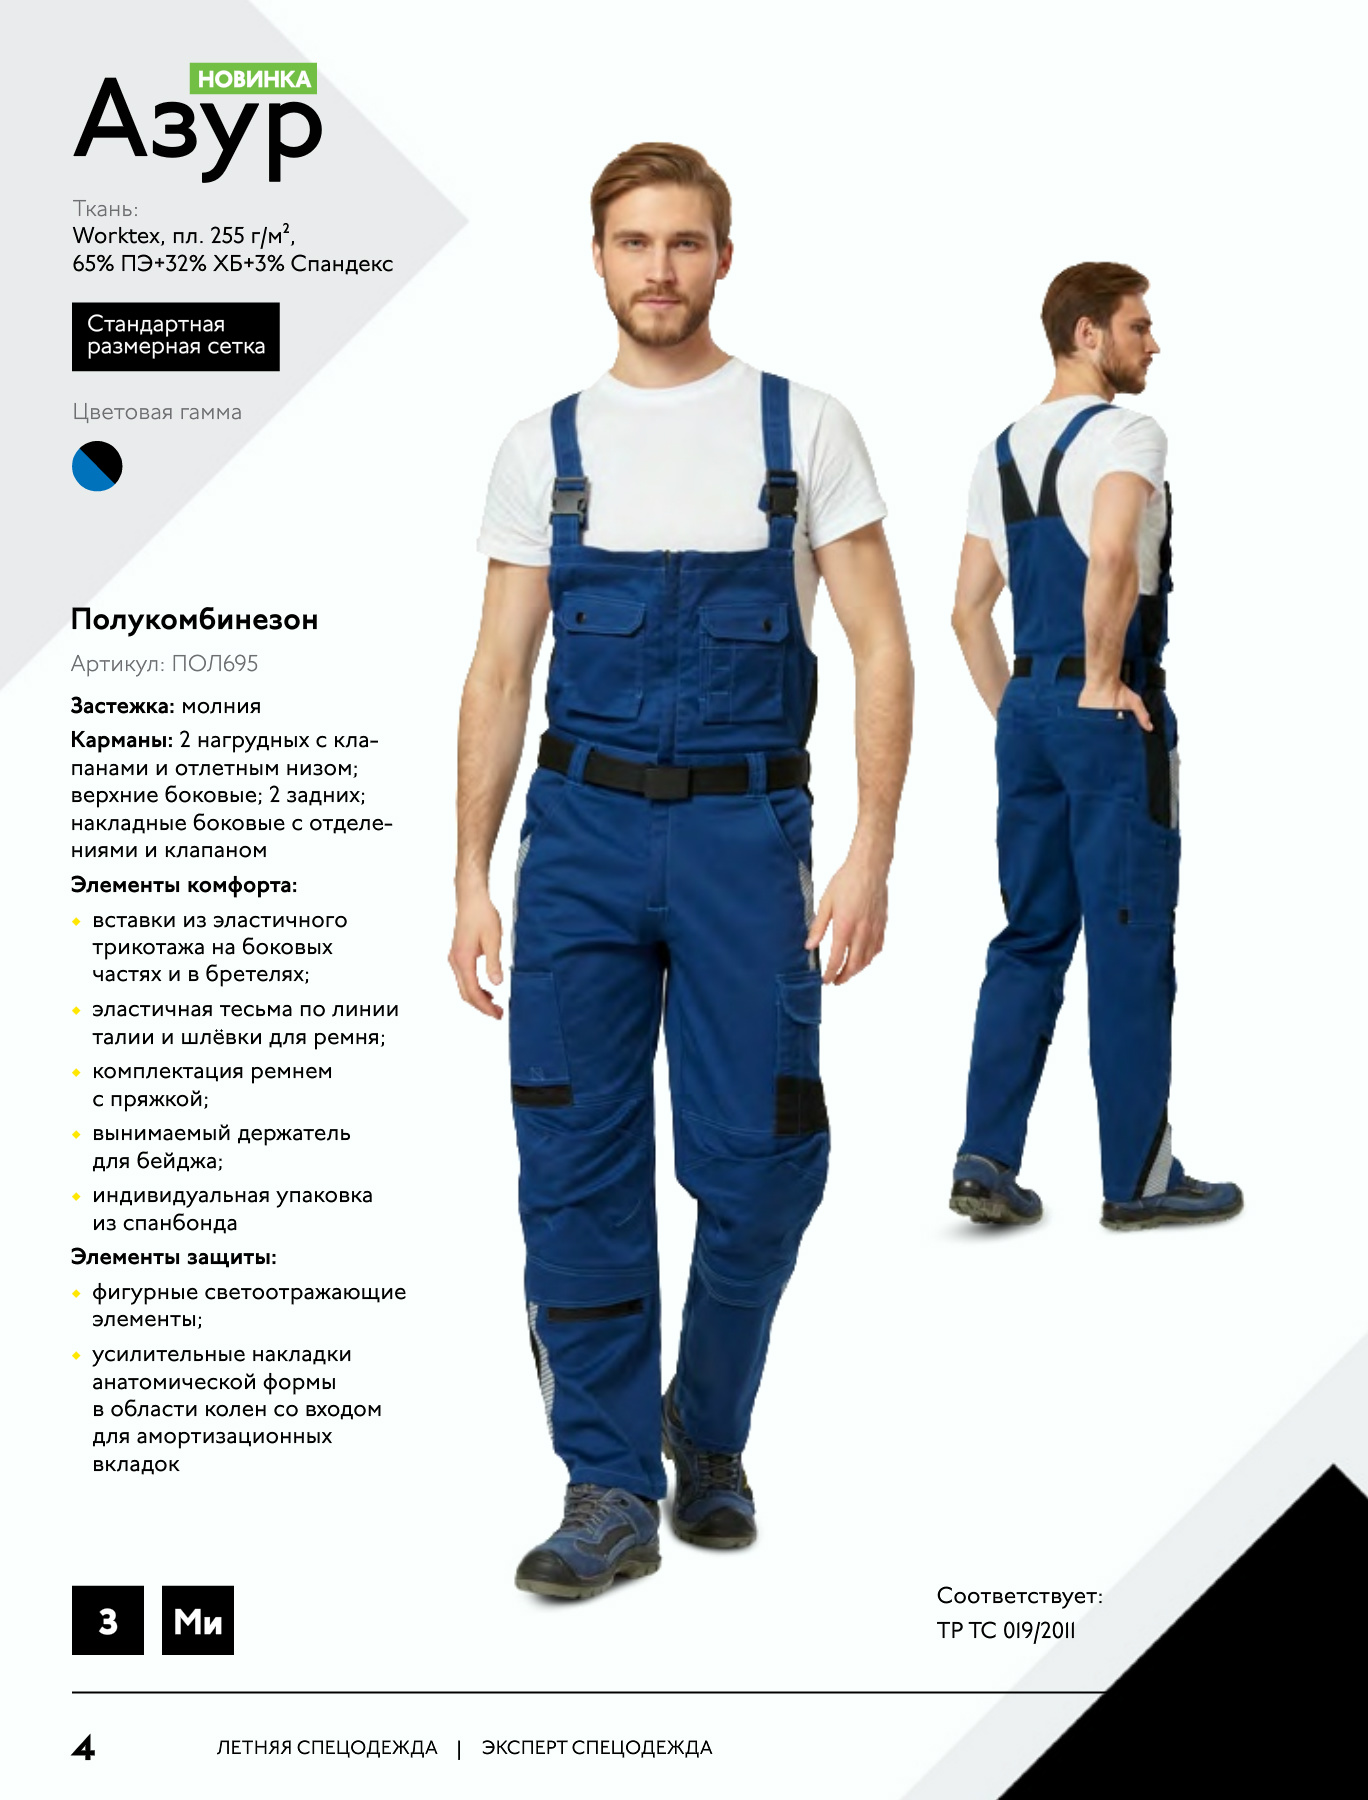 НОВИНКА
Азур
Ткань:
Worktex, пл. 255 г/м²,
65% ПЭ+32% ХБ+3% Спандекс
Стандартная
размерная сетка
Цветовая гамма
Полукомбинезон
Артикул: ПОЛ695
Застежка: молния
Карманы: 2 нагрудных с кла-
панами и отлетным низом;
верхние боковые; 2 задних;
накладные боковые с отделе-
ниями и клапаном
Элементы комфорта:
вставки из эластичного
трикотажа на боковых
частях и в бретелях;
эластичная тесьма по линии
талии и шлёвки для ремня;
комплектация ремнем
с пряжкой;
вынимаемый держатель
для бейджа;
индивидуальная упаковка
из спанбонда
Элементы защиты:
фигурные светоотражающие
элементы;
усилительные накладки
анатомической формы
в области колен со входом
для амортизационных
вкладок
З
Ми
Соответствует:
ТР ТС 019/2011
4
ЛЕТНЯЯ СПЕЦОДЕЖДА | ЭКСПЕРТ СПЕЦОДЕЖДА